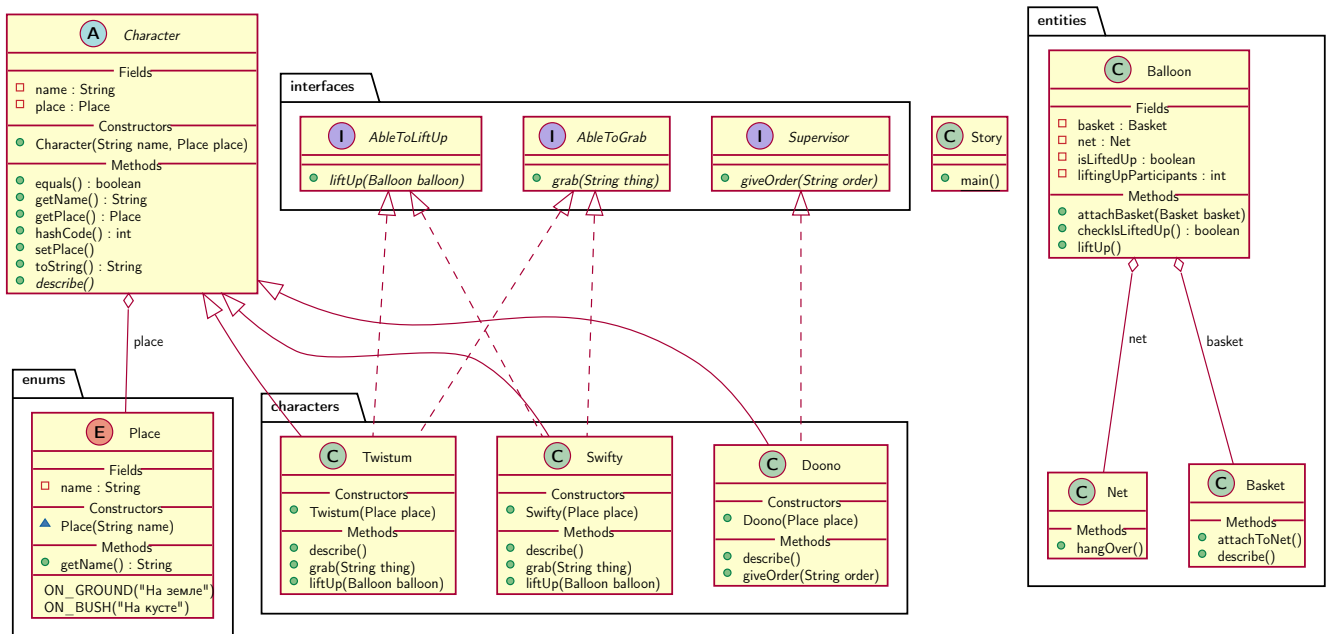 A Character
Fields
name : String
place : Place
Constructors
Character(String name, Place place)
Methods
equals() : boolean
getName() : String
getPlace() : Place
hashCode() : int
setPlace()
toString() : String
describe()
interfaces
I AbleToLiftUp
liftUp(Balloon balloon)
I AbleToGrab
grab(String thing)
I Supervisor
giveOrder(String order)
C Story
main()
entities
C Balloon
Fields
basket : Basket
net : Net
isLiftedUp : boolean
liftingUpParticipants : int
Methods
attachBasket(Basket basket)
checkIsLiftedUp() : boolean
liftUp()
place
net
basket
enums
E Place
Fields
name : String
Constructors
Place(String name)
Methods
getName() : String
ON_GROUND("На земле")
ON_BUSH("На кусте")
characters
C Twistum
Constructors
Twistum(Place place)
Methods
describe()
grab(String thing)
liftUp(Balloon balloon)
C Swifty
Constructors
Swifty(Place place)
Methods
describe()
grab(String thing)
liftUp(Balloon balloon)
C Doono
Constructors
Doono(Place place)
Methods
describe()
giveOrder(String order)
C Net
Methods
hangOver()
C Basket
Methods
attachToNet()
describe()